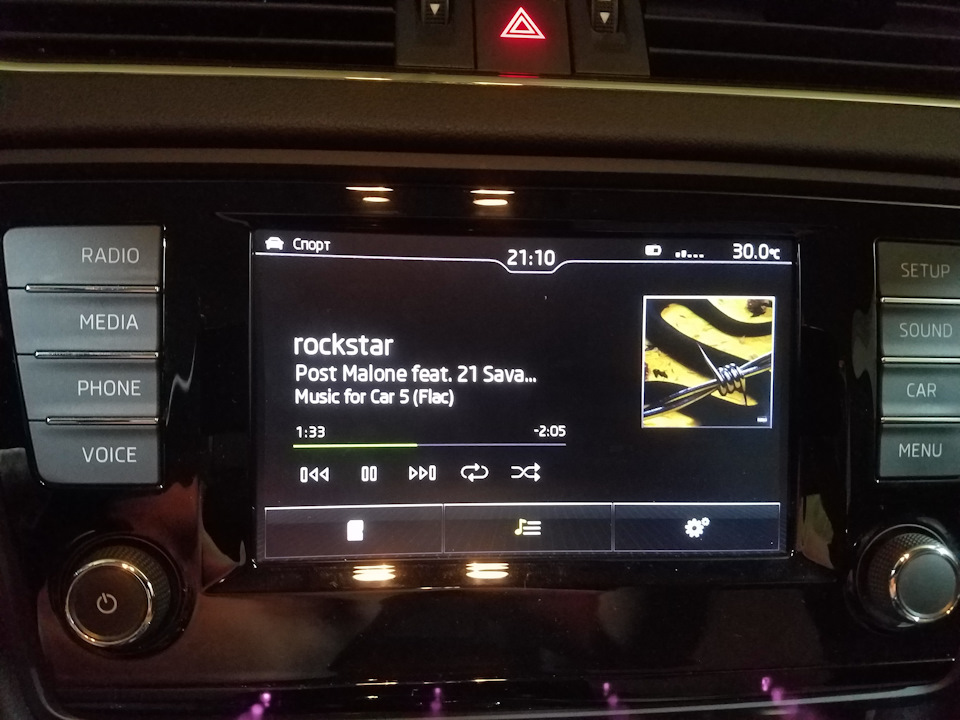 Спорт
21:10
30.0°C
RADIO
MEDIA
PHONE
VOICE
rockstar
Post Malone feat. 21 Sava...
Music for Car 5 (Flac)
1:33
-2:05
SETUP
SOUND
CAR
MENU